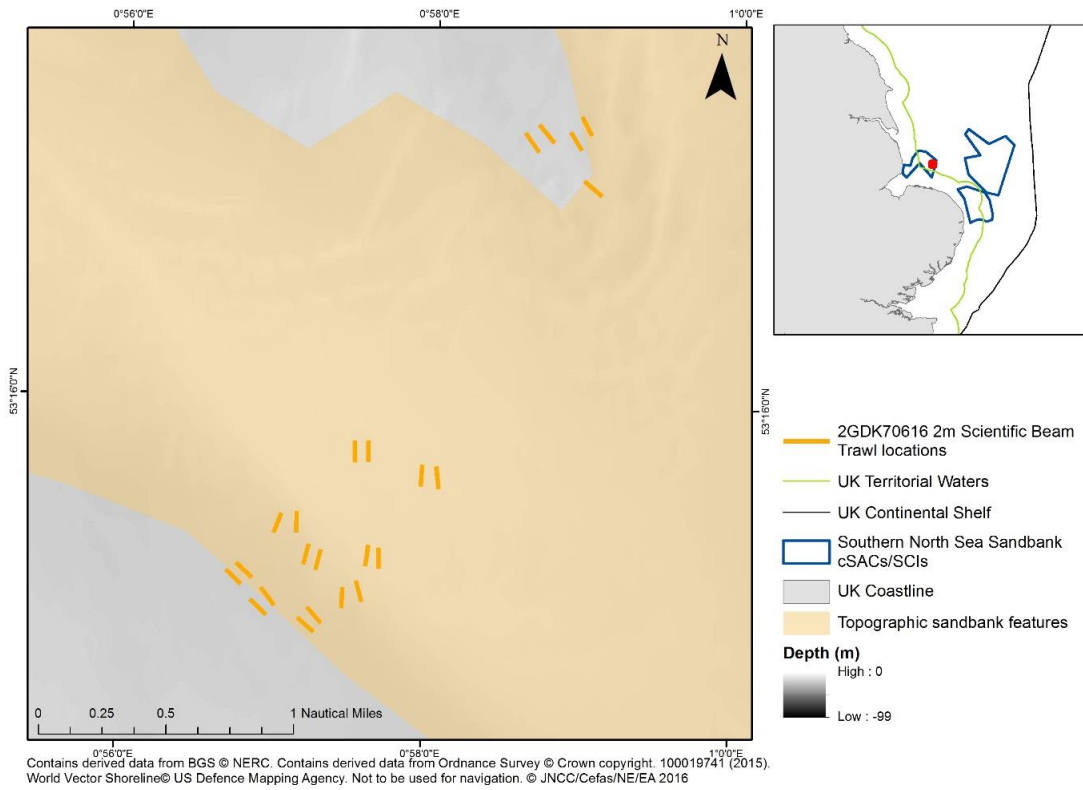 0°56'0"E 0°58'0"E 1°0'0"E
N
53°16'0"N
53°16'0"N
2GDK70616 2m Scientific Beam
Trawl locations
UK Territorial Waters
UK Continental Shelf
Southern North Sea Sandbank
cSACs/SCIs
UK Coastline
Topographic sandbank features
Depth (m)
High : 0
Low : -99
0 0.25 0.5 1 Nautical Miles
0°56'0"E 0°58'0"E 1°0'0"E
Contains derived data from BGS © NERC. Contains derived data from Ordnance Survey © Crown copyright. 100019741 (2015).
World Vector Shoreline© US Defence Mapping Agency. Not to be used for navigation. © JNCC/Cefas/NE/EA 2016